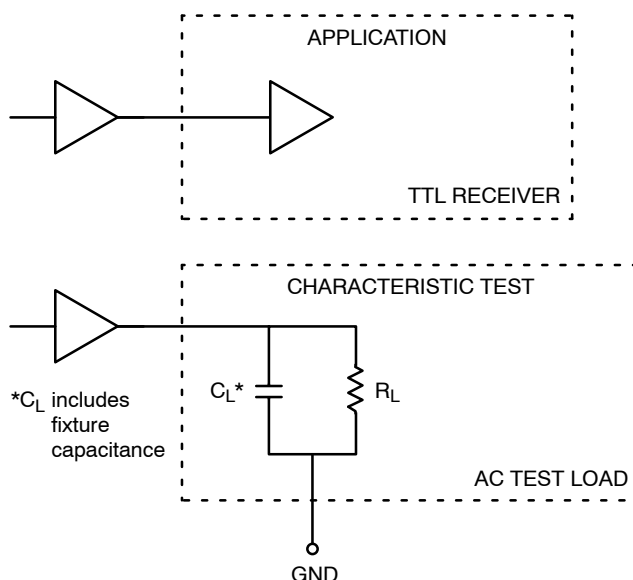 APPLICATION
TTL RECEIVER
CHARACTERISTIC TEST
*CL includes
fixture
capacitance
CL*
RL
AC TEST LOAD
GND